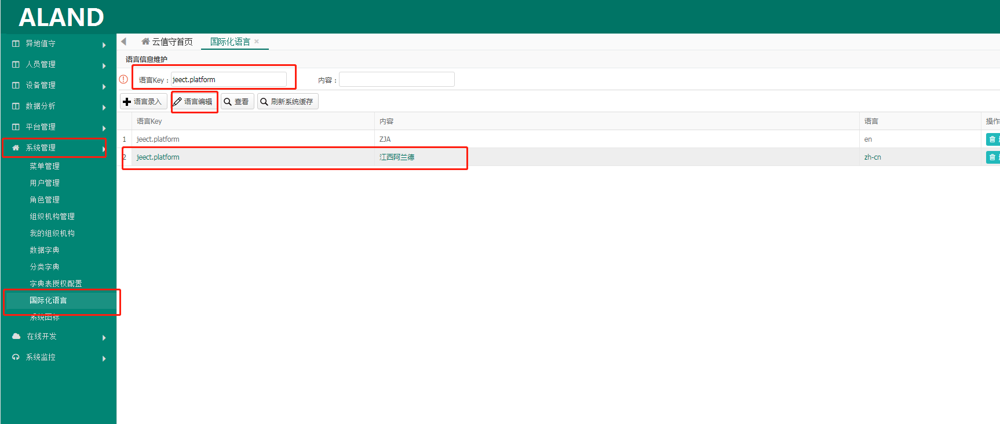 ALAND
异地值守
人员管理
设备管理
数据分析
平台管理
系统管理
菜单管理
用户管理
角色管理
组织机构管理
我的组织机构
数据字典
分类字典
字典表授权配置
国际化语言
系统图标
在线开发
系统监控
云值守首页 国际化语言 ×
语言信息维护
语言Key : jeect.platform 内容 :
语言录入 语言编辑 查看 刷新系统缓存
语言Key 内容 语言 操作
1 jeect.platform ZJA en
2 jeect.platform 江西阿兰德 zh-cn